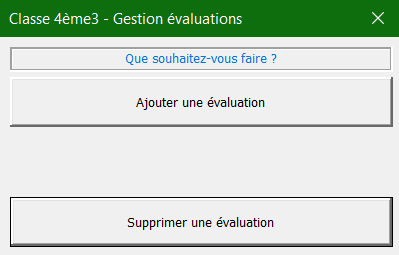 Classe 4ème3 - Gestion évaluations
Que souhaitez-vous faire ?
Ajouter une évaluation
Supprimer une évaluation